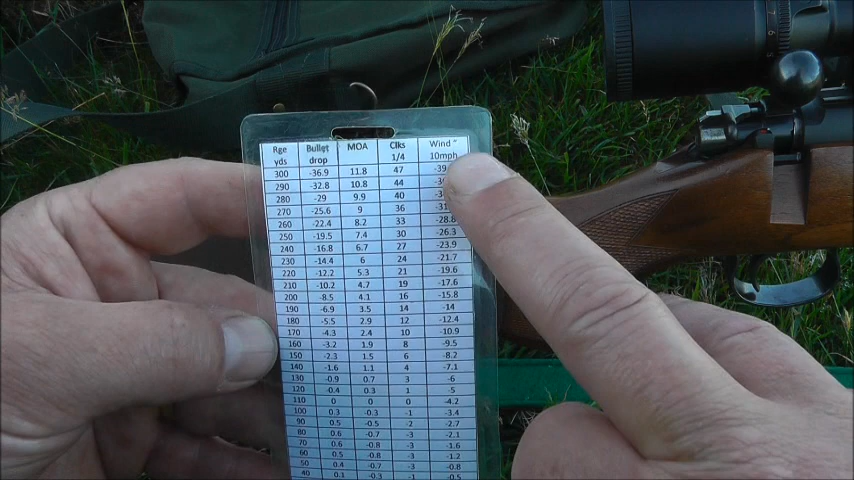 Rge Bullet MOA Clks Wind "
yds drop 1/4 10mph
300 -36.9 11.8 47
290 -32.8 10.8 44
280 -29 9.9 40
270 -25.6 9 36
260 -22.4 8.2 33 -28.8
250 -19.5 7.4 30 -26.3
240 -16.8 6.7 27 -23.9
230 -14.4 6 24 -21.7
220 -12.2 5.3 21 -19.6
210 -10.2 4.7 19 -17.6
200 -8.5 4.1 16 -15.8
190 -6.9 3.5 14 -14
180 -5.5 2.9 12 -12.4
170 -4.3 2.4 10 -10.9
160 -3.2 1.9 8 -9.5
150 -2.3 1.5 6 -8.2
140 -1.6 1.1 4 -7.1
130 -0.9 0.7 3 -6
120 -0.4 0.3 1 -5
110 0 0 0 -4.2
100 0.3 -0.3 -1 -3.4
90 0.5 -0.5 -2 -2.7
80 0.6 -0.7 -3 -2.1
70 0.6 -0.8 -3 -1.6
60 0.5 -0.8 -3 -1.2
50 0.4 -0.7 -3 -0.8
40 0.1 -0.3 -1 -0.5